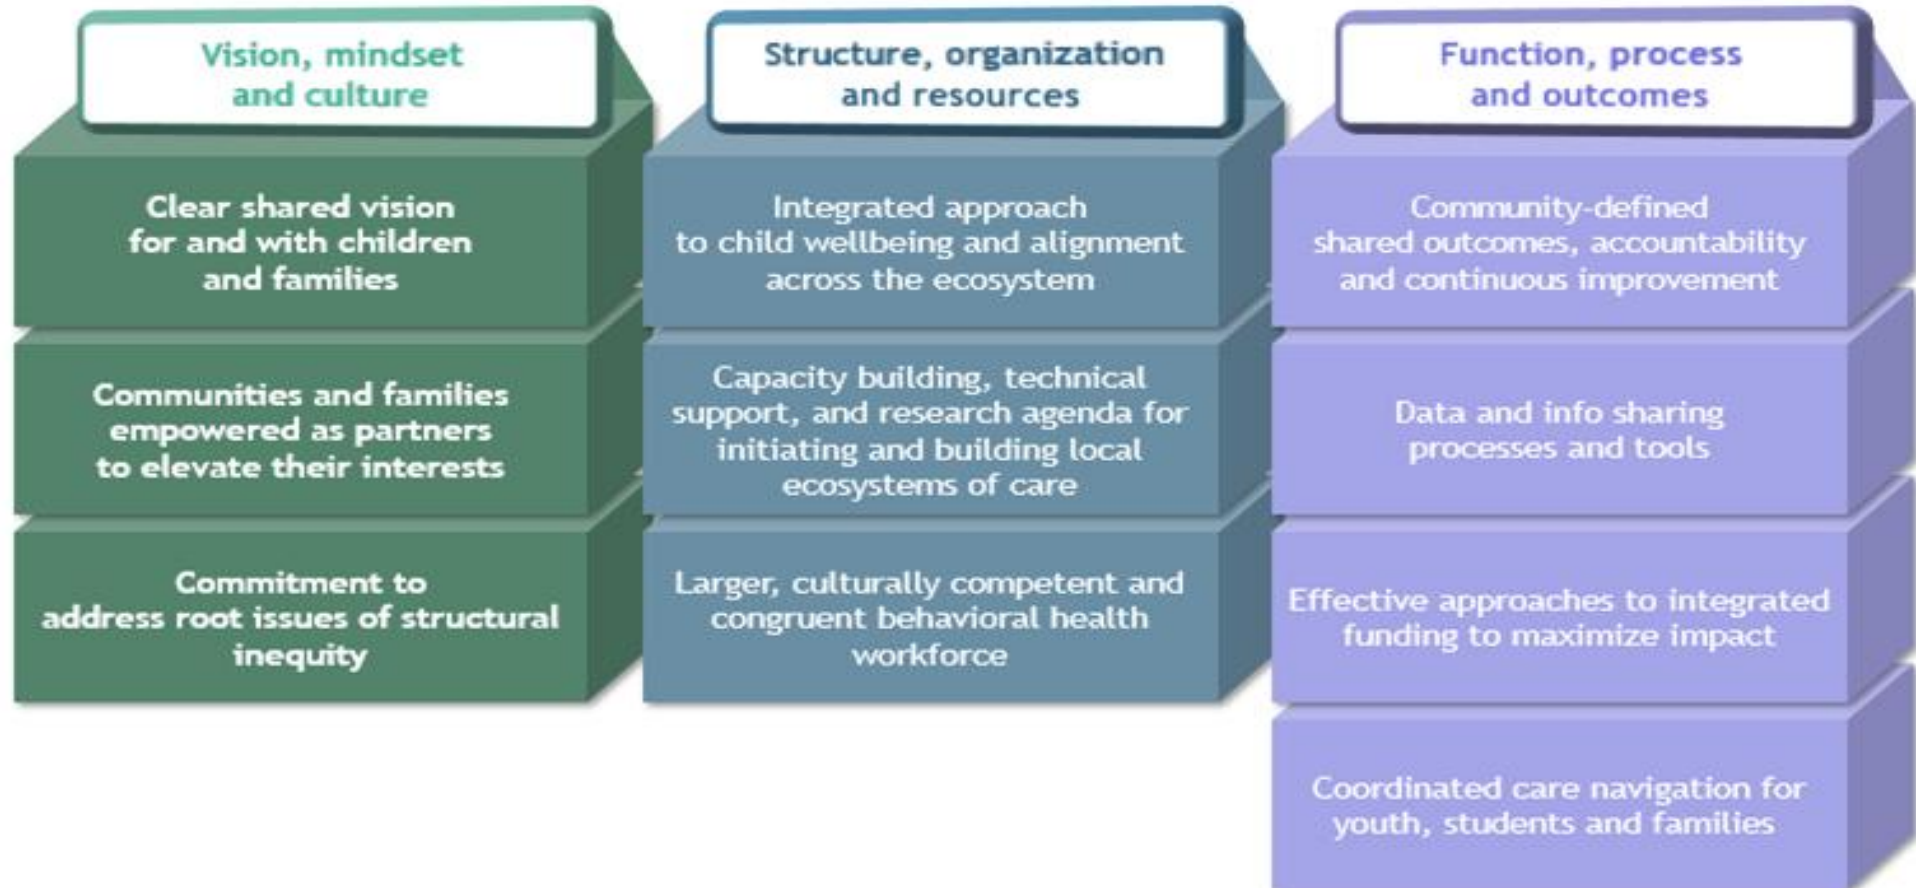 Vision, mindset
and culture
Clear shared vision
for and with children
and families
Communities and families
empowered as partners
to elevate their interests
Commitment to
address root issues of structural
inequity
Structure, organization
and resources
Integrated approach
to child wellbeing and alignment
across the ecosystem
Capacity building, technical
support, and research agenda for
initiating and building local
ecosystems of care
Larger, culturally competent and
congruent behavioral health
workforce
Function, process
and outcomes
Community-defined
shared outcomes, accountability
and continuous improvement
Data and info sharing
processes and tools
Effective approaches to integrated
funding to maximize impact
Coordinated care navigation for
youth, students and families